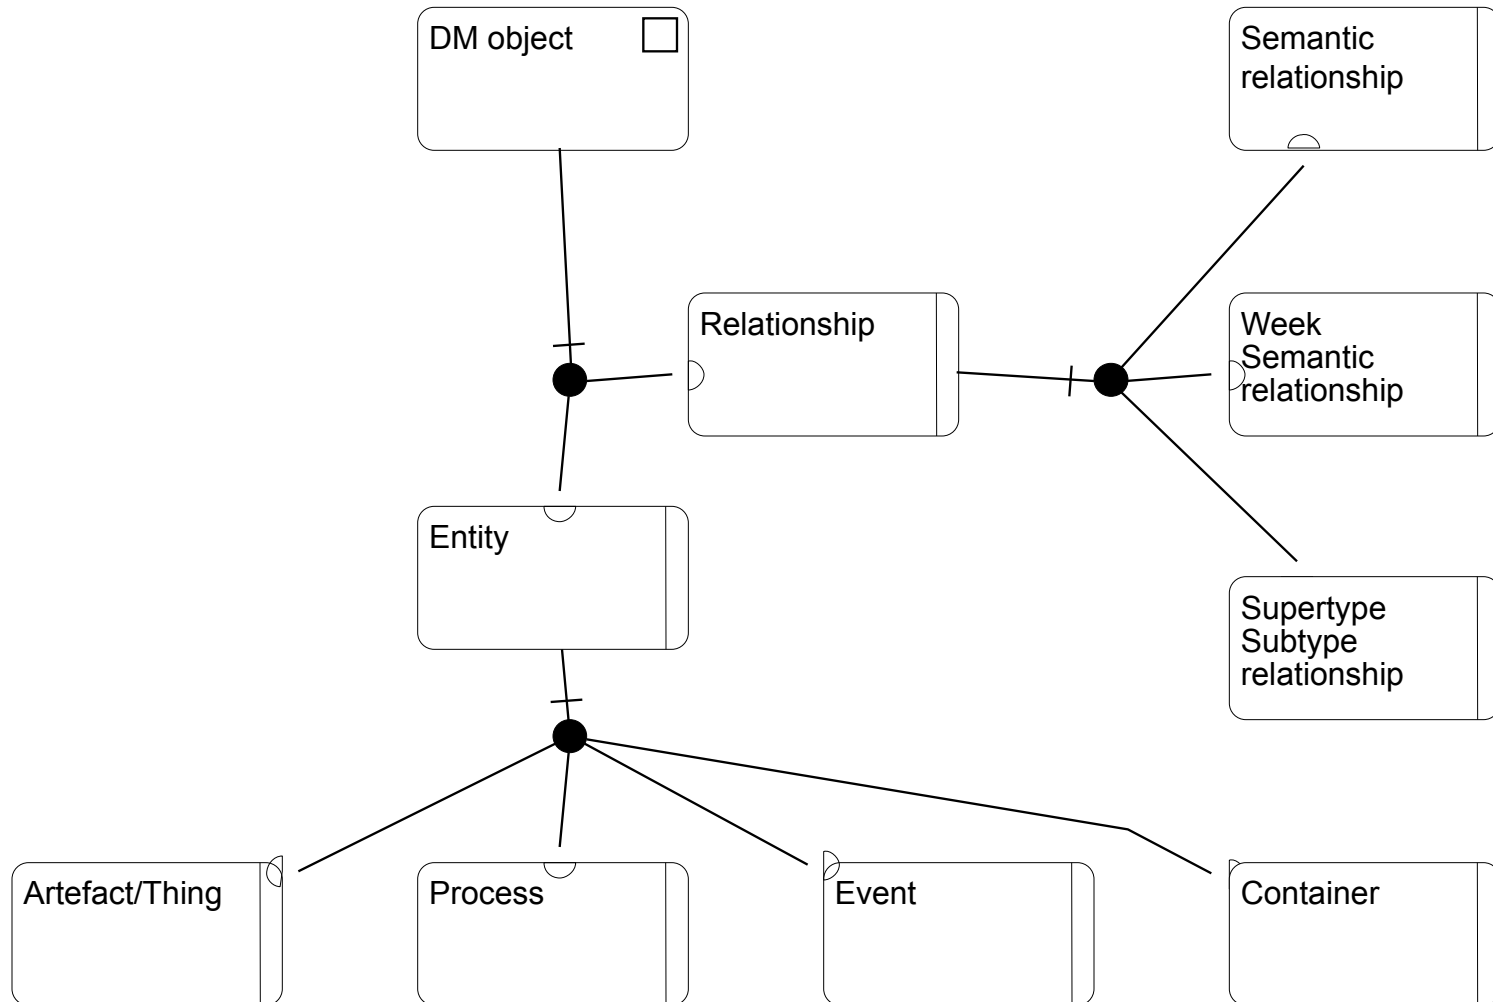 DM object
Semantic
relationship
Relationship
Week
Semantic
relationship
Entity
Supertype
Subtype
relationship
Artefact/Thing
Process
Event
Container